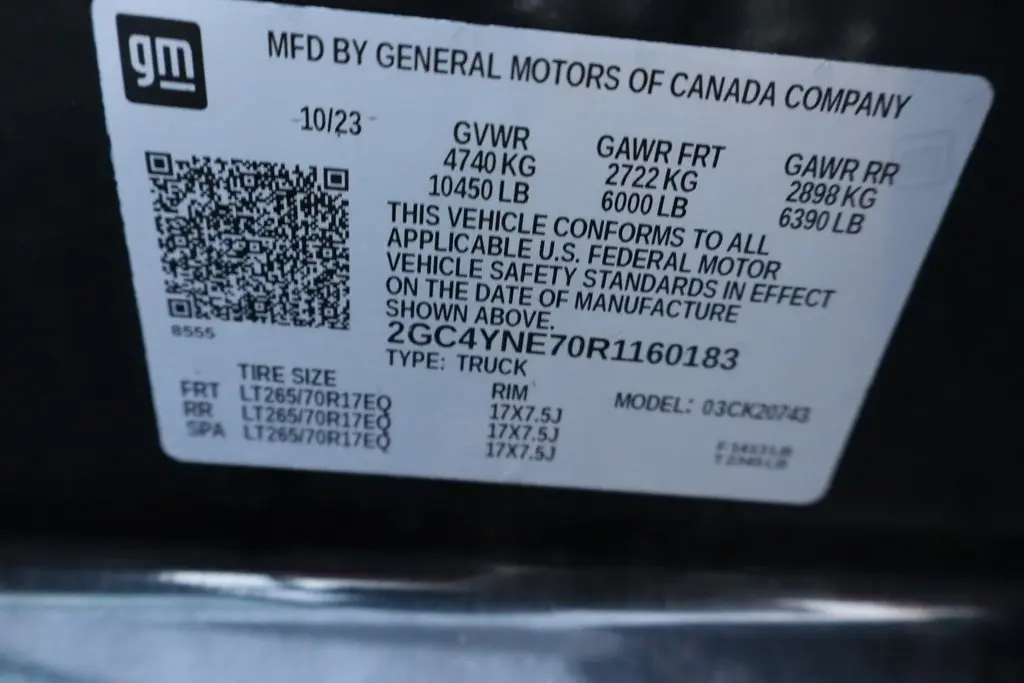 gm
MFD BY GENERAL MOTORS OF CANADA COMPANY
10/23
GVWR
4740 KG
10450 LB
GAWR FRT
2722 KG
6000 LB
GAWR RR
2898 KG
6390 LB
THIS VEHICLE CONFORMS TO ALL
APPLICABLE U.S. FEDERAL MOTOR
VEHICLE SAFETY STANDARDS IN EFFECT
ON THE DATE OF MANUFACTURE
SHOWN ABOVE.
2GC4YNE70R1160183
TYPE: TRUCK
8555
TIRE SIZE RIM
FRT LT265/70R17EQ 17X7.5J
RR LT265/70R17EQ 17X7.5J
SPA LT265/70R17EQ 17X7.5J
MODEL: 03CK20743